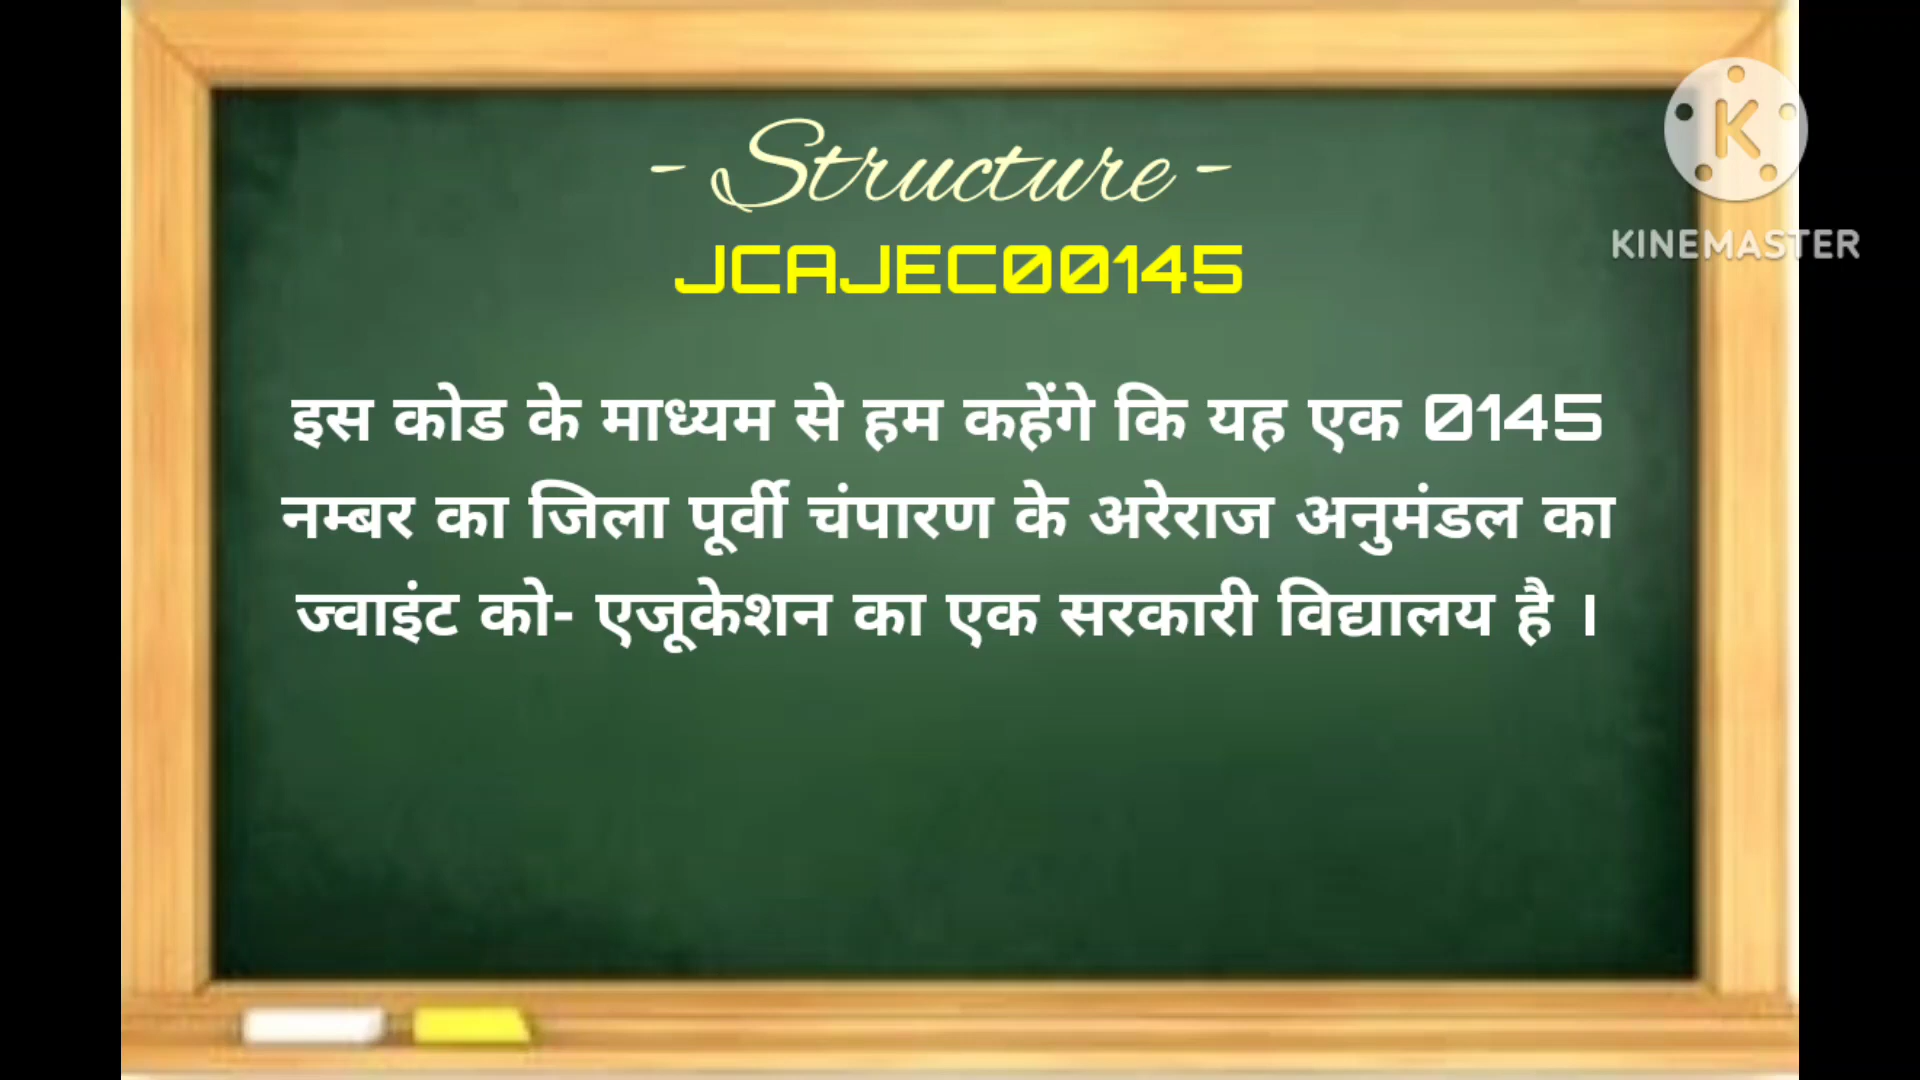 - Structure -
JCAJEC00145
इस कोड के माध्यम से हम कहेंगे कि यह एक 0145
नम्बर का जिला पूर्वी चंपारण के अरेराज अनुमंडल का
ज्वाइंट को- एजूकेशन का एक सरकारी विद्यालय है ।
K
KINEMASTER